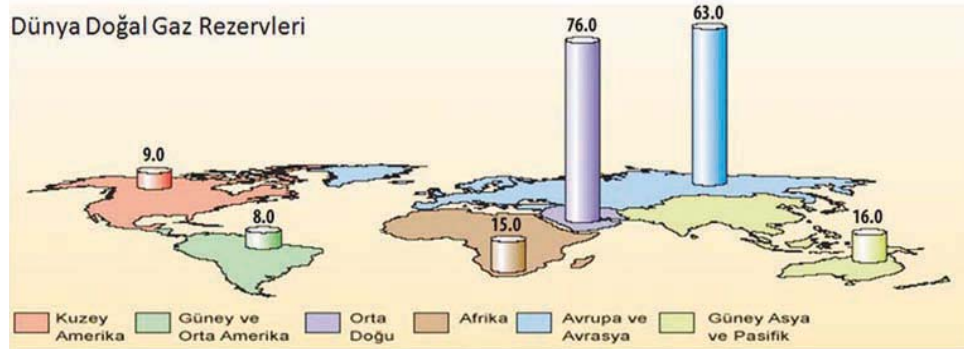 Dünya Doğal Gaz Rezervleri
76.0
63.0
9.0
8.0
15.0
16.0
Kuzey
Amerika
Güney ve
Orta Amerika
Orta
Doğu
Afrika
Avrupa ve
Avrasya
Güney Asya
ve Pasifik